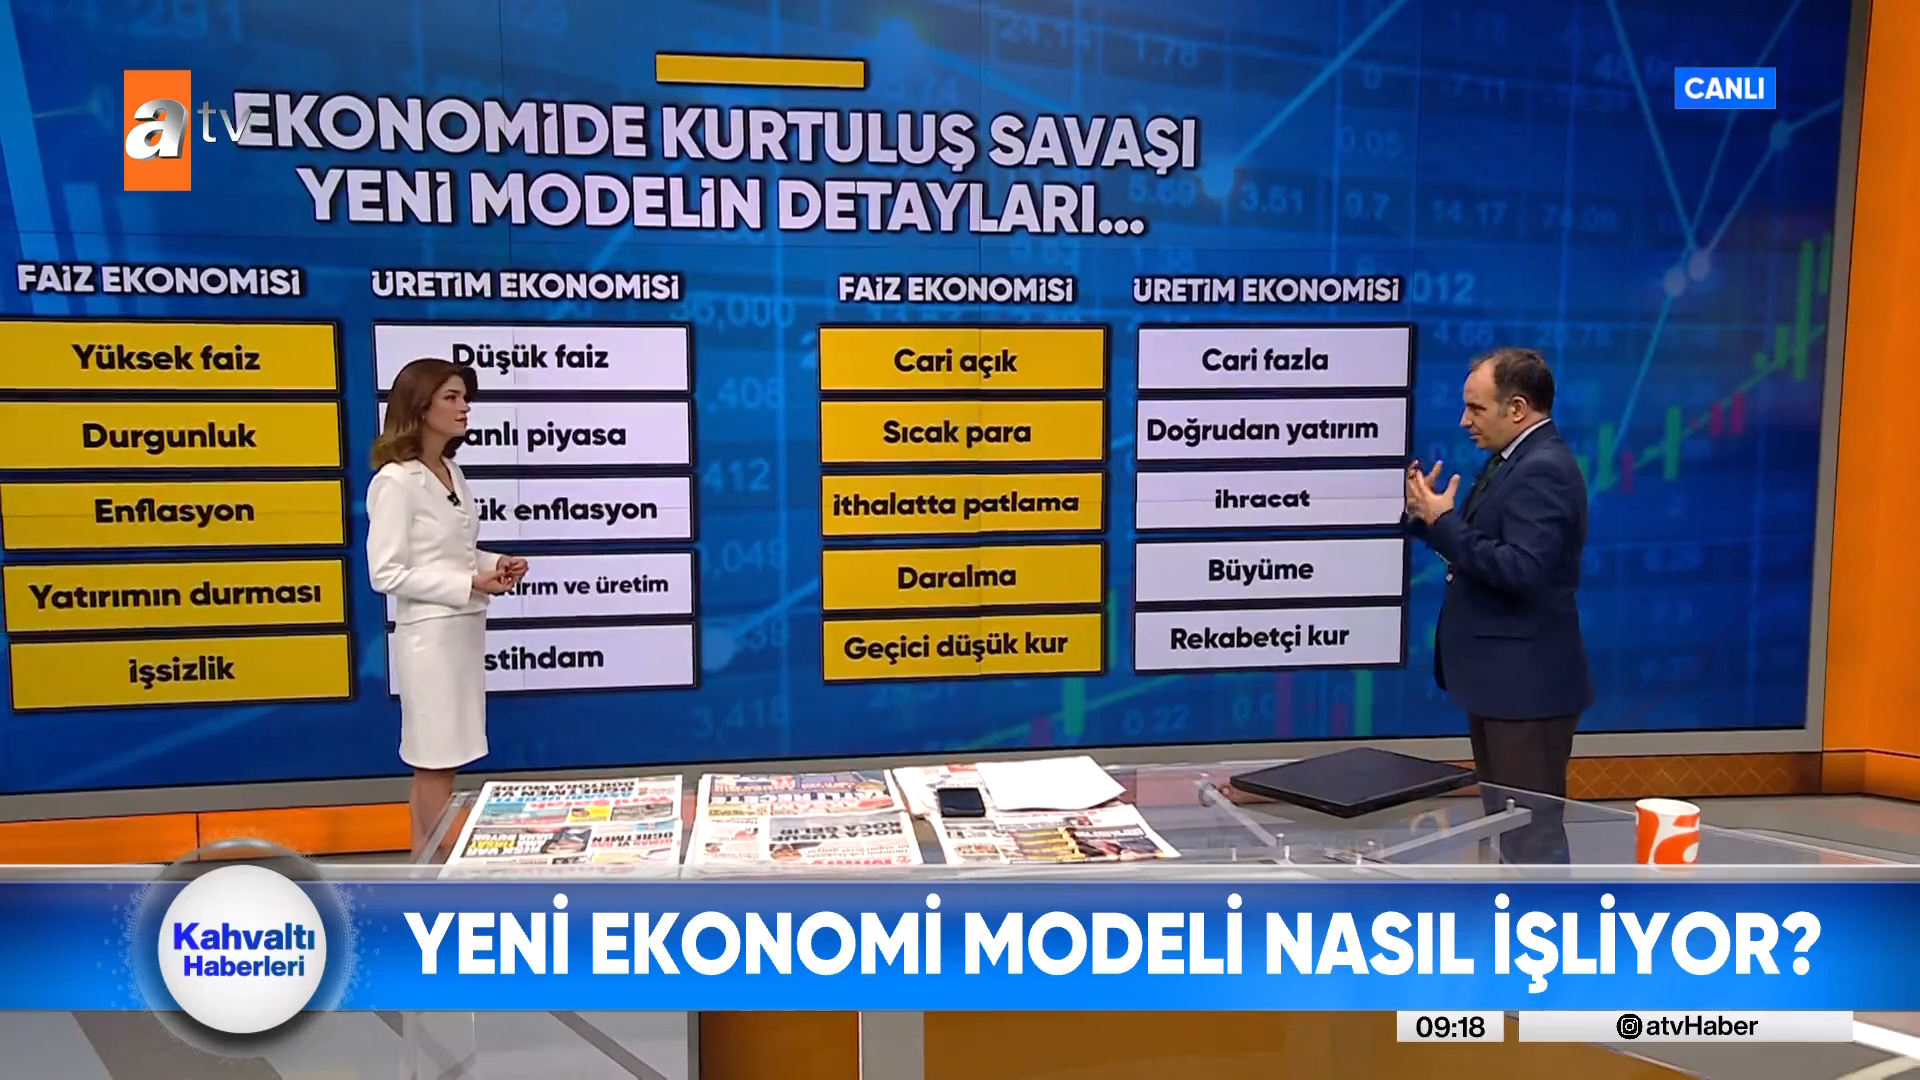 atv
CANLI
EKONOMİDE KURTULUŞ SAVAŞI
YENİ MODELİN DETAYLARI...
FAİZ EKONOMİSİ
Yüksek faiz
Durgunluk
Enflasyon
Yatırımın durması
işsizlik
ÜRETİM EKONOMİSİ
Düşük faiz
anlı piyasa
ük enflasyon
tırım ve üretim
stihdam
FAİZ EKONOMİSİ
Cari açık
Sıcak para
ithalatta patlama
Daralma
Geçici düşük kur
ÜRETİM EKONOMİSİ
Cari fazla
Doğrudan yatırım
ihracat
Büyüme
Rekabetçi kur
Kahvaltı
Haberleri
YENİ EKONOMİ MODELİ NASIL İŞLİYOR?
09:18
atvHaber